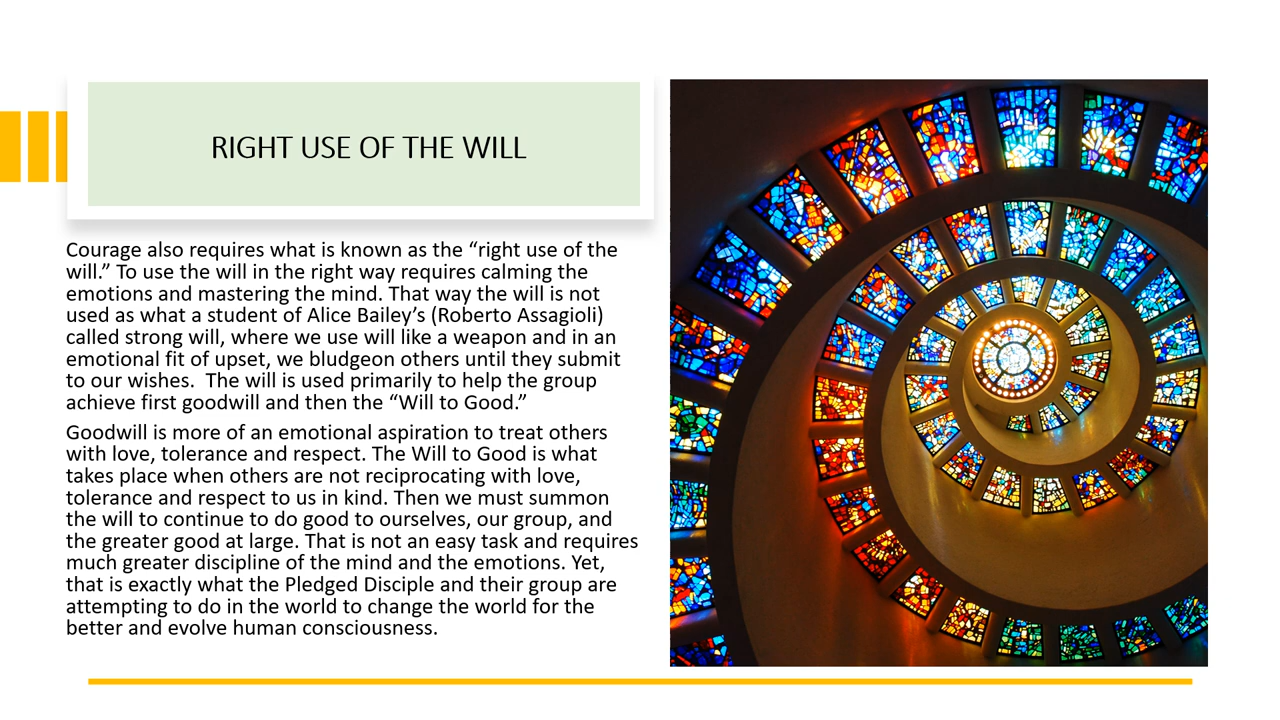 RIGHT USE OF THE WILL
Courage also requires what is known as the “right use of the
will.” To use the will in the right way requires calming the
emotions and mastering the mind. That way the will is not
used as what a student of Alice Bailey’s (Roberto Assagioli)
called strong will, where we use will like a weapon and in an
emotional fit of upset, we bludgeon others until they submit
to our wishes.  The will is used primarily to help the group
achieve first goodwill and then the “Will to Good.”
Goodwill is more of an emotional aspiration to treat others
with love, tolerance and respect. The Will to Good is what
takes place when others are not reciprocating with love,
tolerance and respect to us in kind. Then we must summon
the will to continue to do good to ourselves, our group, and
the greater good at large. That is not an easy task and requires
much greater discipline of the mind and the emotions. Yet,
that is exactly what the Pledged Disciple and their group are
attempting to do in the world to change the world for the
better and evolve human consciousness.